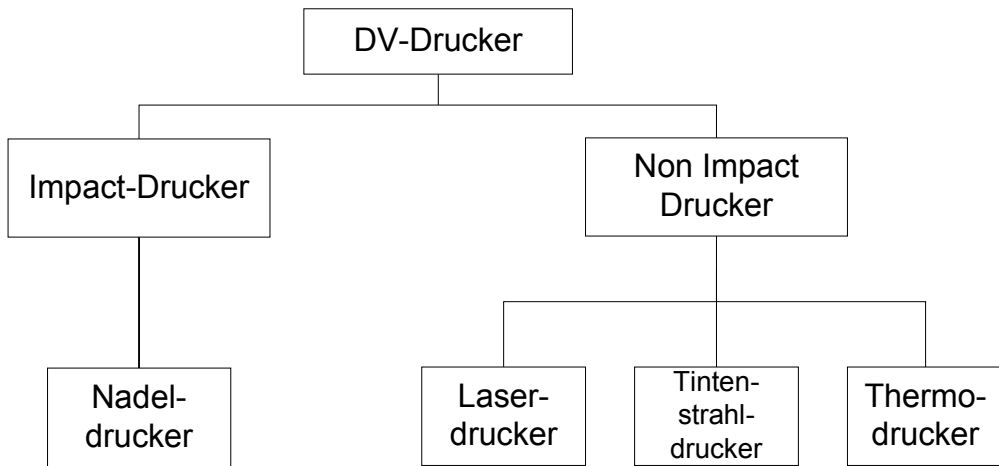 DV-Drucker
Impact-Drucker
Non Impact
Drucker
Nadel-
drucker
Laser-
drucker
Tinten-
strahl-
drucker
Thermo-
drucker